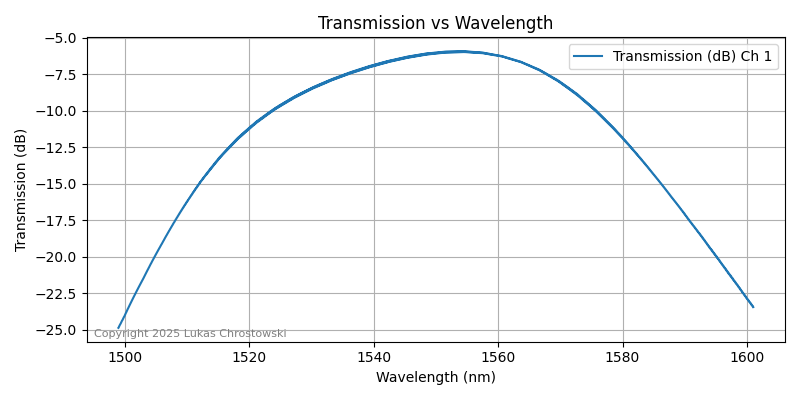 Transmission vs Wavelength
Transmission (dB) Ch 1
Transmission (dB)
−5.0
−7.5
−10.0
−12.5
−15.0
−17.5
−20.0
−22.5
−25.0
Copyright 2025 Lukas Chrostowski
1500 1520 1540 1560 1580 1600
Wavelength (nm)